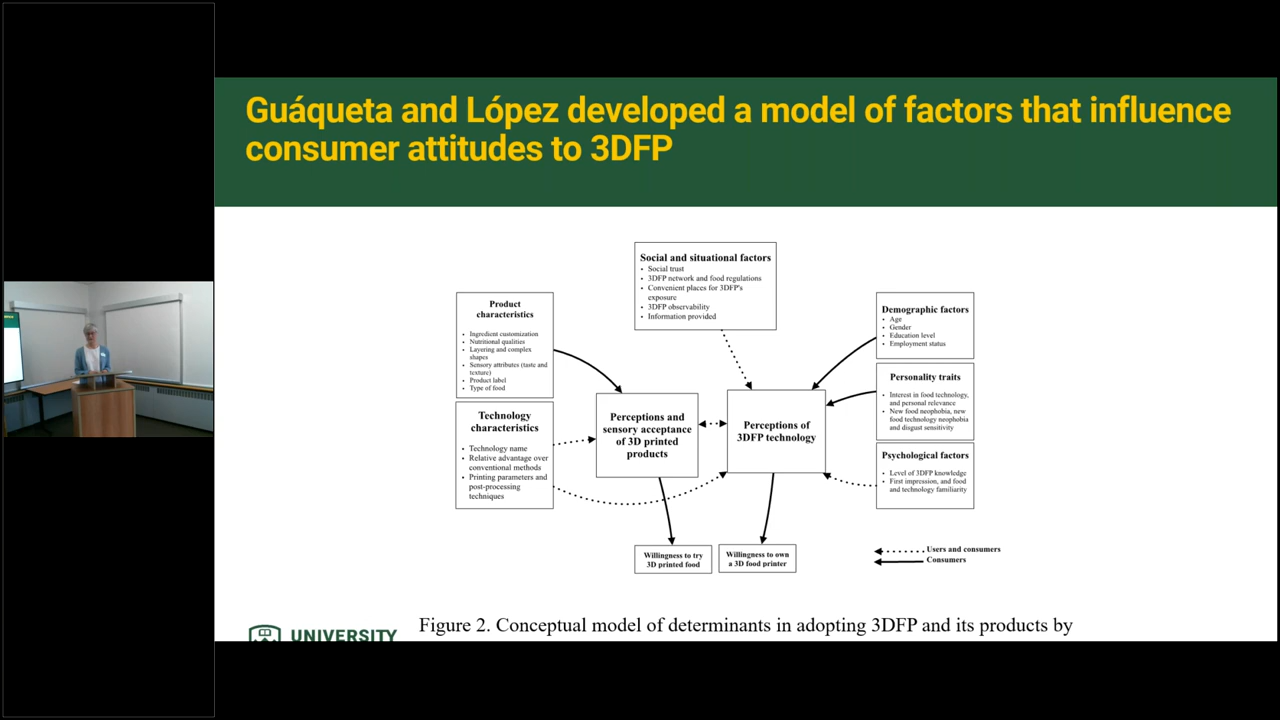 Guáqueta and López developed a model of factors that influence
consumer attitudes to 3DFP
Social and situational factors
• Social trust
• 3DFP network and food regulations
• Convenient places for 3DFP's
exposure
• 3DFP observability
• Information provided
Product
characteristics
• Ingredient customization
• Nutritional qualities
• Layering and complex
shapes
• Sensory attributes (taste and
texture)
• Product label
• Type of food
Technology
characteristics
• Technology name
• Relative advantage over
conventional methods
• Printing parameters and
post-processing
techniques
Perceptions and
sensory acceptance
of 3D printed
products
Perceptions of
3DFP technology
Demographic factors
• Age
• Gender
• Education level
• Employment status
Personality traits
• Interest in food technology,
and personal relevance
• New food neophobia, new
food technology neophobia
and disgust sensitivity
Psychological factors
• Level of 3DFP knowledge
• First impression, and food
and technology familiarity
Willingness to try
3D printed food
Willingness to own
a 3D food printer
Users and consumers
Consumers
Figure 2. Conceptual model of determinants in adopting 3DFP and its products by
UNIVERSITY